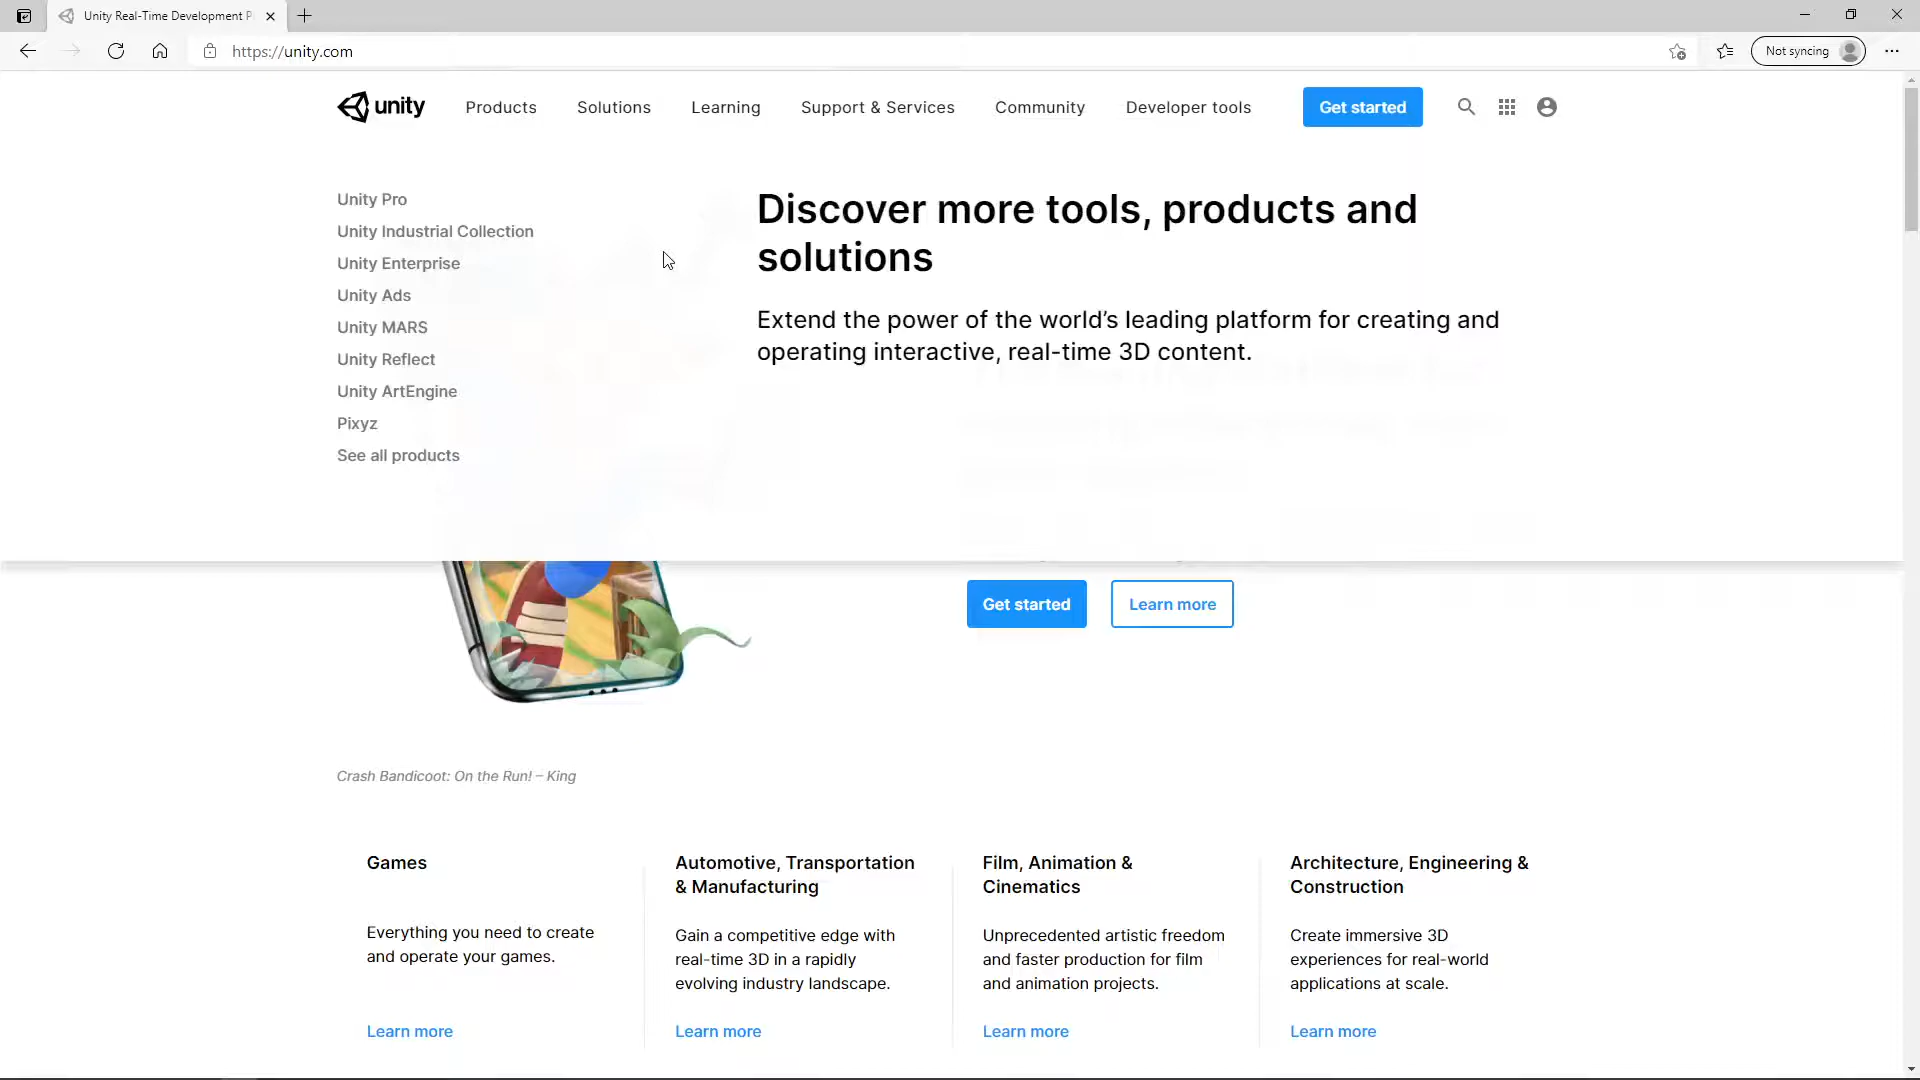 Unity Real-Time Development P
https://unity.com
Not syncing
unity
Products
Solutions
Learning
Support & Services
Community
Developer tools
Get started
Unity Pro
Unity Industrial Collection
Unity Enterprise
Unity Ads
Unity MARS
Unity Reflect
Unity ArtEngine
Pixyz
See all products
Discover more tools, products and
solutions
Extend the power of the world’s leading platform for creating and
operating interactive, real-time 3D content.
Get started
Learn more
Crash Bandicoot: On the Run! – King
Games
Everything you need to create
and operate your games.
Learn more
Automotive, Transportation
& Manufacturing
Gain a competitive edge with
real-time 3D in a rapidly
evolving industry landscape.
Learn more
Film, Animation &
Cinematics
Unprecedented artistic freedom
and faster production for film
and animation projects.
Learn more
Architecture, Engineering &
Construction
Create immersive 3D
experiences for real-world
applications at scale.
Learn more